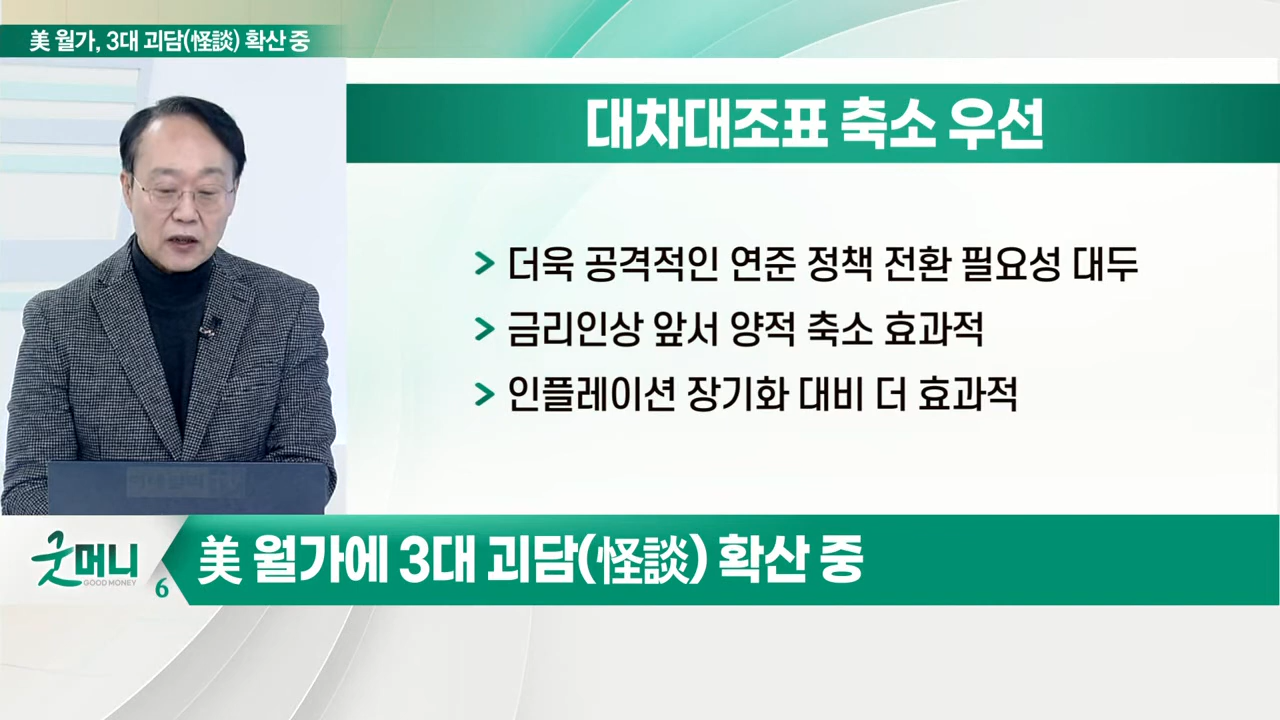 美 월가, 3대 괴담(怪談) 확산 중
대차대조표 축소 우선
> 더욱 공격적인 연준 정책 전환 필요성 대두
> 금리인상 앞서 양적 축소 효과적
> 인플레이션 장기화 대비 더 효과적
굿머니
GOOD MONEY
6
美 월가에 3대 괴담(怪談) 확산 중